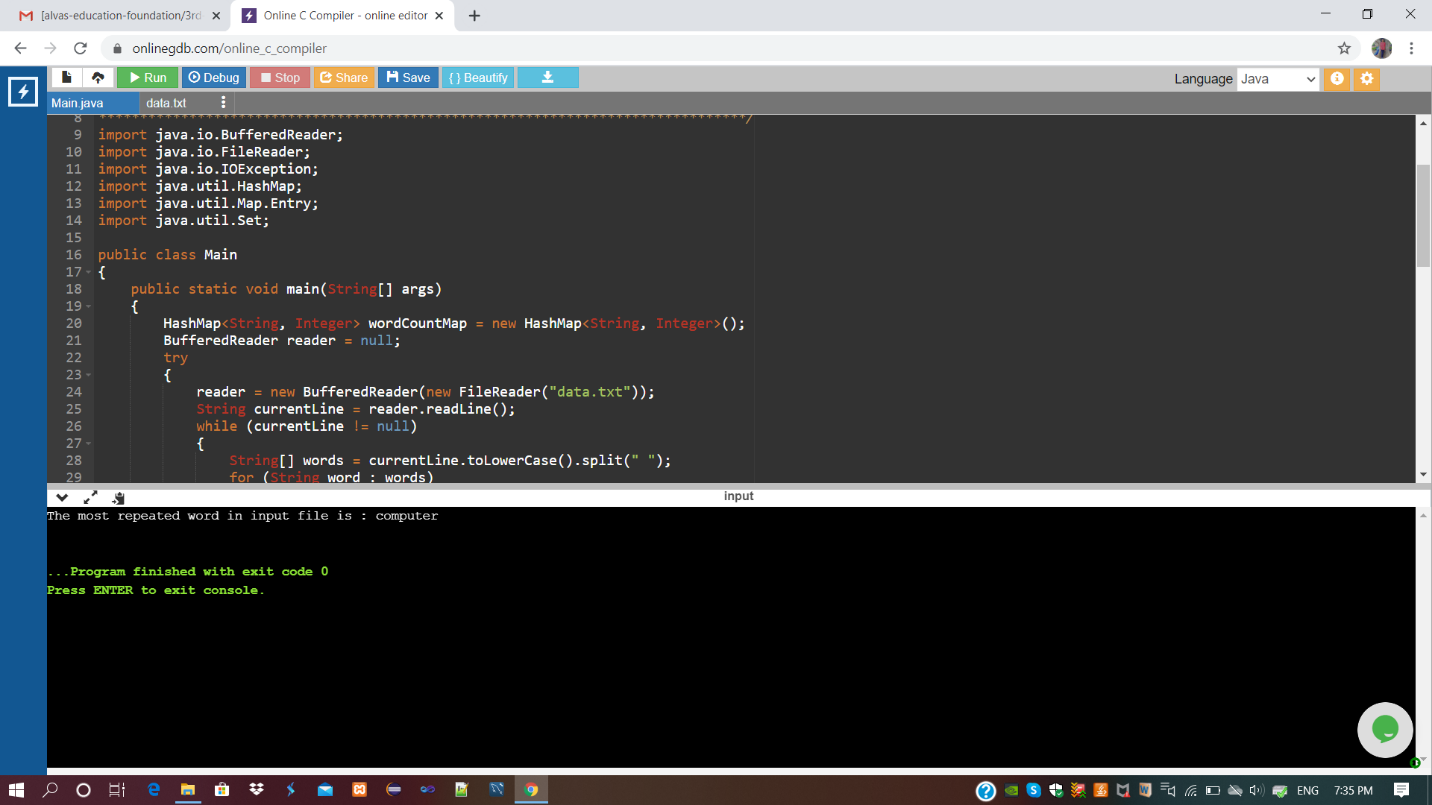 [alvas-education-foundation/3rd
Online C Compiler - online editor
onlinegdb.com/online_c_compiler
Run
Debug
Stop
Share
Save
{ } Beautify
Language
Java
Main.java
data.txt
8 *******************************************************************************/
9 import java.io.BufferedReader;
10 import java.io.FileReader;
11 import java.io.IOException;
12 import java.util.HashMap;
13 import java.util.Map.Entry;
14 import java.util.Set;
15
16 public class Main
17 {
18 public static void main(String[] args)
19 {
20 HashMap<String, Integer> wordCountMap = new HashMap<String, Integer>();
21 BufferedReader reader = null;
22 try
23 {
24 reader = new BufferedReader(new FileReader("data.txt"));
25 String currentLine = reader.readLine();
26 while (currentLine != null)
27 {
28 String[] words = currentLine.toLowerCase().split(" ");
29 for (String word : words)
input
The most repeated word in input file is : computer
...Program finished with exit code 0
Press ENTER to exit console.
ENG
7:35 PM